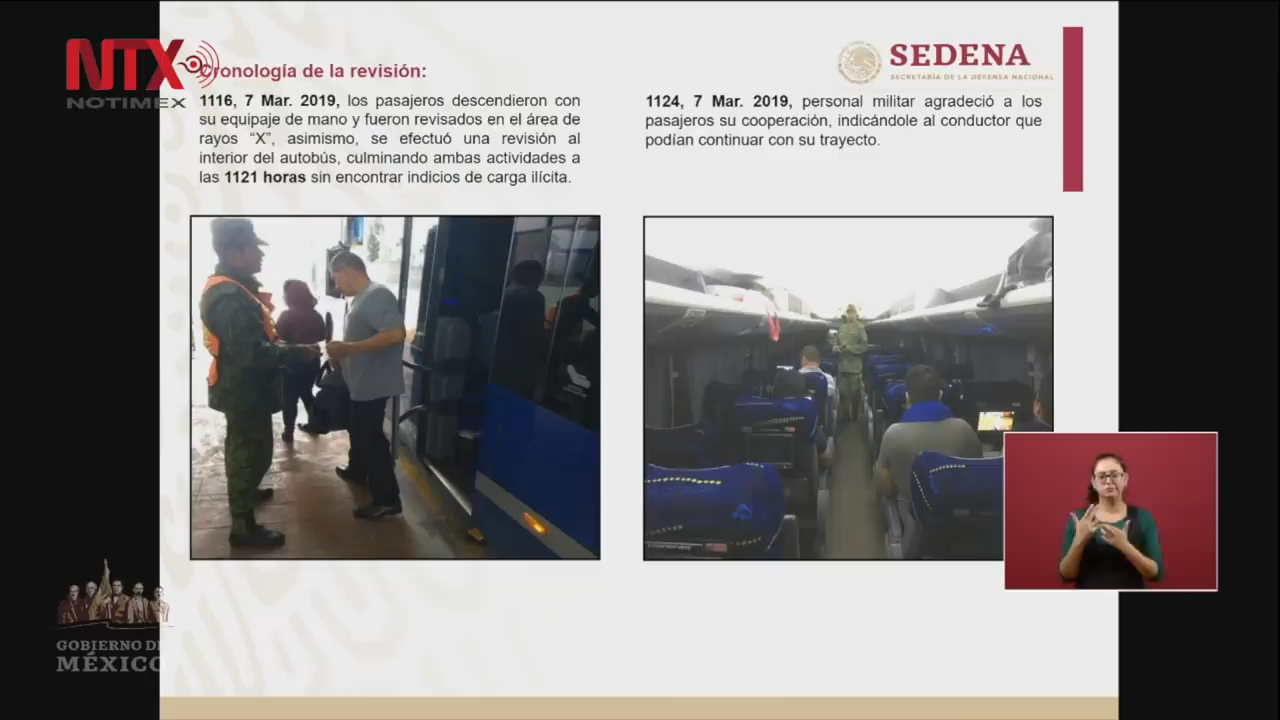 NTX
NOTIMEX
Cronología de la revisión:
1116, 7 Mar. 2019, los pasajeros descendieron con
su equipaje de mano y fueron revisados en el área de
rayos “X”, asimismo, se efectuó una revisión al
interior del autobús, culminando ambas actividades a
las 1121 horas sin encontrar indicios de carga ilícita.
SEDENA
SECRETARÍA DE LA DEFENSA NACIONAL
1124, 7 Mar. 2019, personal militar agradeció a los
pasajeros su cooperación, indicándole al conductor que
podían continuar con su trayecto.
GOBIERNO DE
MÉXICO